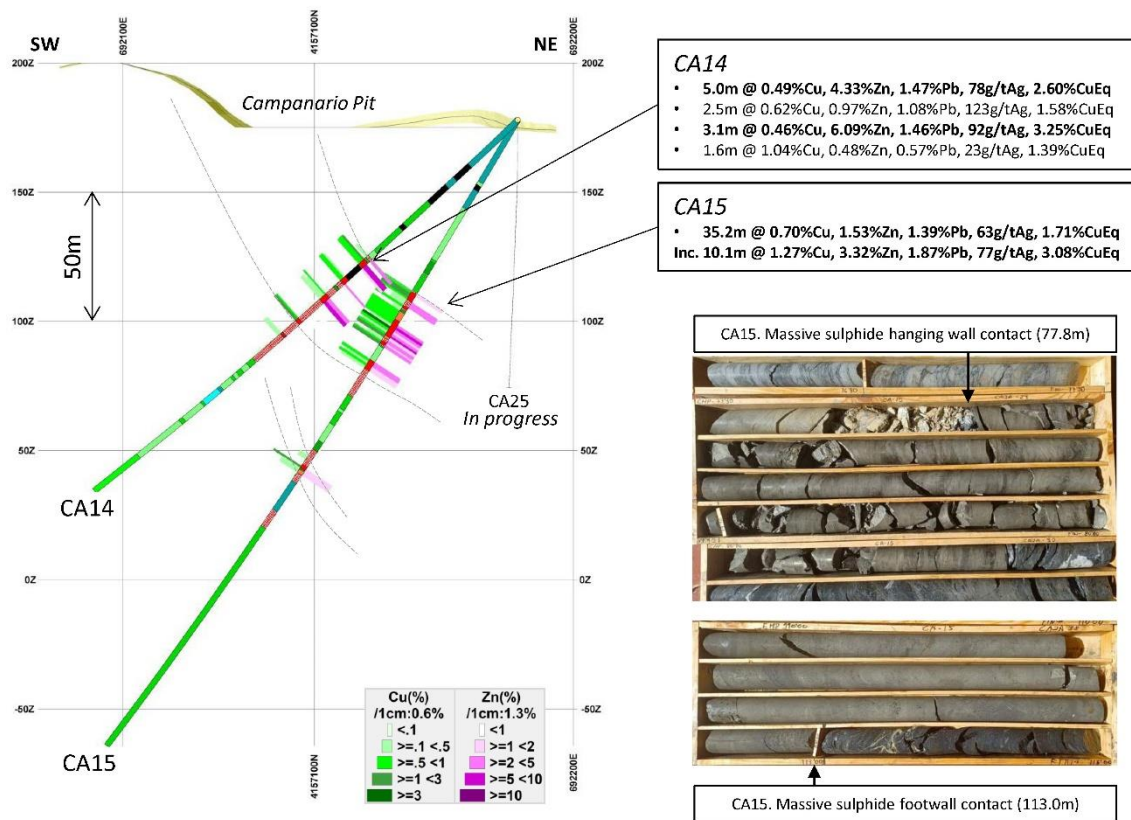 SW
692100E
4157100N
NE
692200E
200Z
200Z
Campanario Pit
150Z
150Z
50m
100Z
100Z
CA25
In progress
50Z
50Z
CA14
0Z
0Z
-50Z
-50Z
CA15
692100E
4157100N
692200E
Cu(%)
/1cm:0.6%
<.1
>=.1 <.5
>=.5 <1
>=1 <3
>=3
Zn(%)
/1cm:1.3%
<1
>=1 <2
>=2 <5
>=5 <10
>=10
CA14
• 5.0m @ 0.49%Cu, 4.33%Zn, 1.47%Pb, 78g/tAg, 2.60%CuEq
• 2.5m @ 0.62%Cu, 0.97%Zn, 1.08%Pb, 123g/tAg, 1.58%CuEq
• 3.1m @ 0.46%Cu, 6.09%Zn, 1.46%Pb, 92g/tAg, 3.25%CuEq
• 1.6m @ 1.04%Cu, 0.48%Zn, 0.57%Pb, 23g/tAg, 1.39%CuEq
CA15
• 35.2m @ 0.70%Cu, 1.53%Zn, 1.39%Pb, 63g/tAg, 1.71%CuEq
Inc. 10.1m @ 1.27%Cu, 3.32%Zn, 1.87%Pb, 77g/tAg, 3.08%CuEq
CA15. Massive sulphide hanging wall contact (77.8m)
CA-15
CA15. Massive sulphide footwall contact (113.0m)